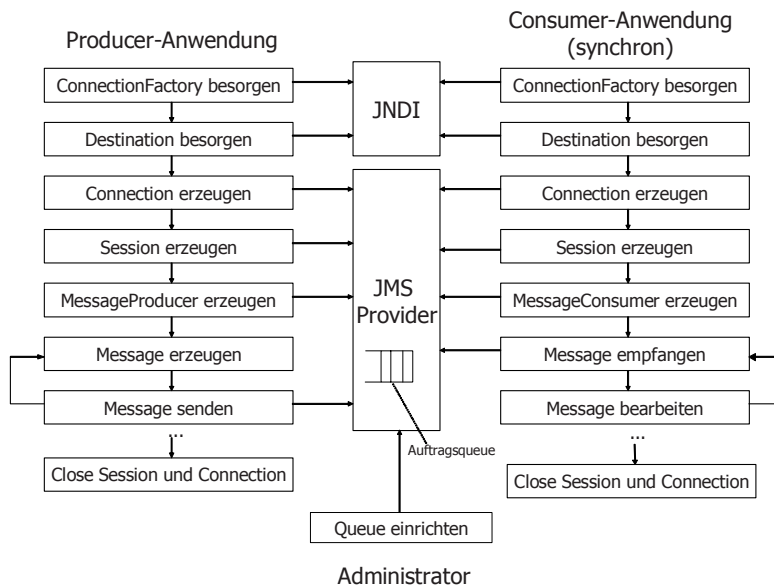 Producer-Anwendung
ConnectionFactory besorgen
Destination besorgen
Connection erzeugen
Session erzeugen
MessageProducer erzeugen
Message erzeugen
Message senden
...
Close Session und Connection
JNDI
JMS
Provider
Auftragsqueue
Queue einrichten
Administrator
Consumer-Anwendung
(synchron)
ConnectionFactory besorgen
Destination besorgen
Connection erzeugen
Session erzeugen
MessageConsumer erzeugen
Message empfangen
Message bearbeiten
...
Close Session und Connection